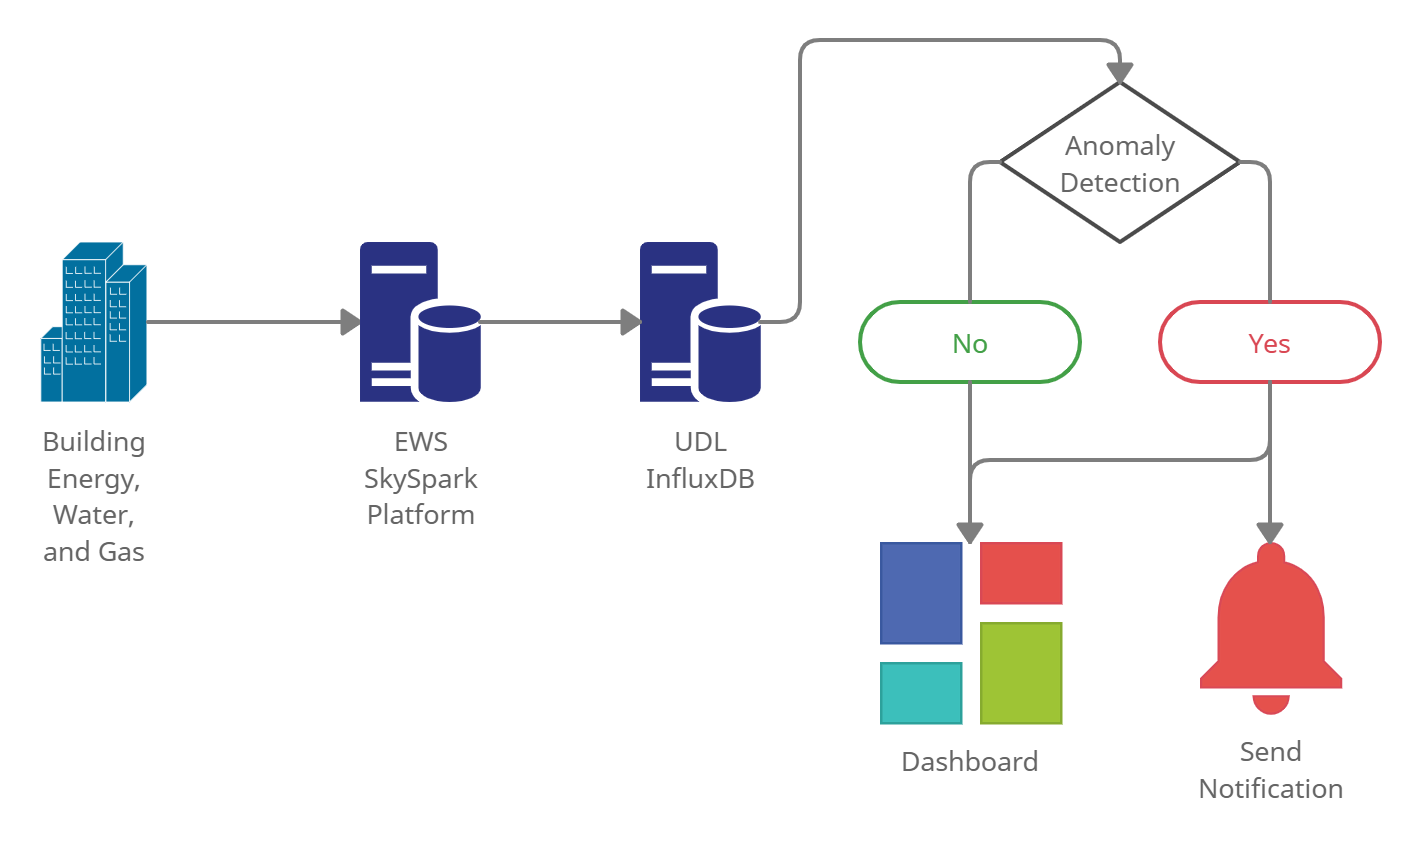 Anomaly
Detection
No
Yes
Building
Energy,
Water,
and Gas
EWS
SkySpark
Platform
UDL
InfluxDB
Dashboard
Send
Notification